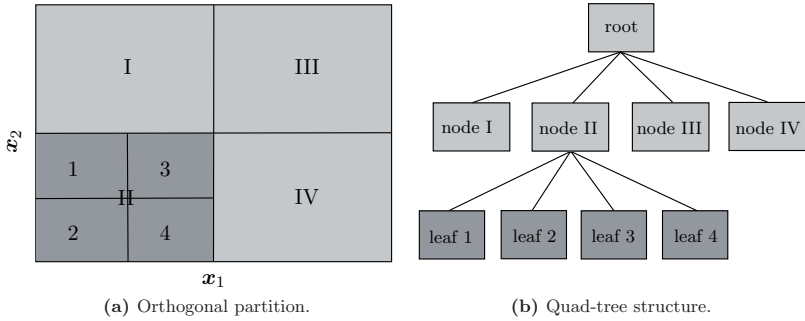 I
III
1
3
II
2
4
IV
x₂
x₁
(a) Orthogonal partition.
root
node I
node II
node III
node IV
leaf 1
leaf 2
leaf 3
leaf 4
(b) Quad-tree structure.